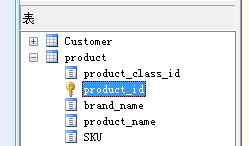 表
Customer
product
product_class_id
product_id
brand_name
product_name
SKU